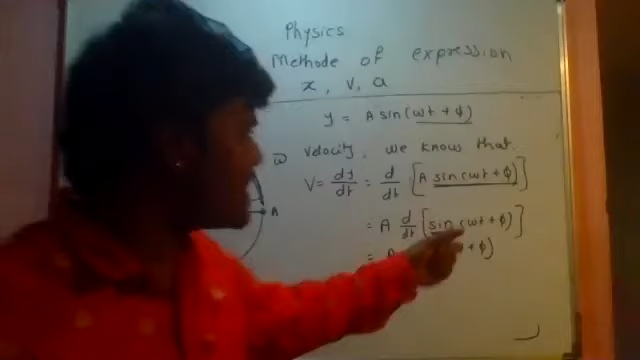 Physics
Methode of expression
x, v, a
y = A sin(ωt + φ)
ω velocity, we know that
V = dy/dt = d/dt [A sin(ωt + φ)]
A
= A d/dt [sin(ωt + φ)]
= A + φ)